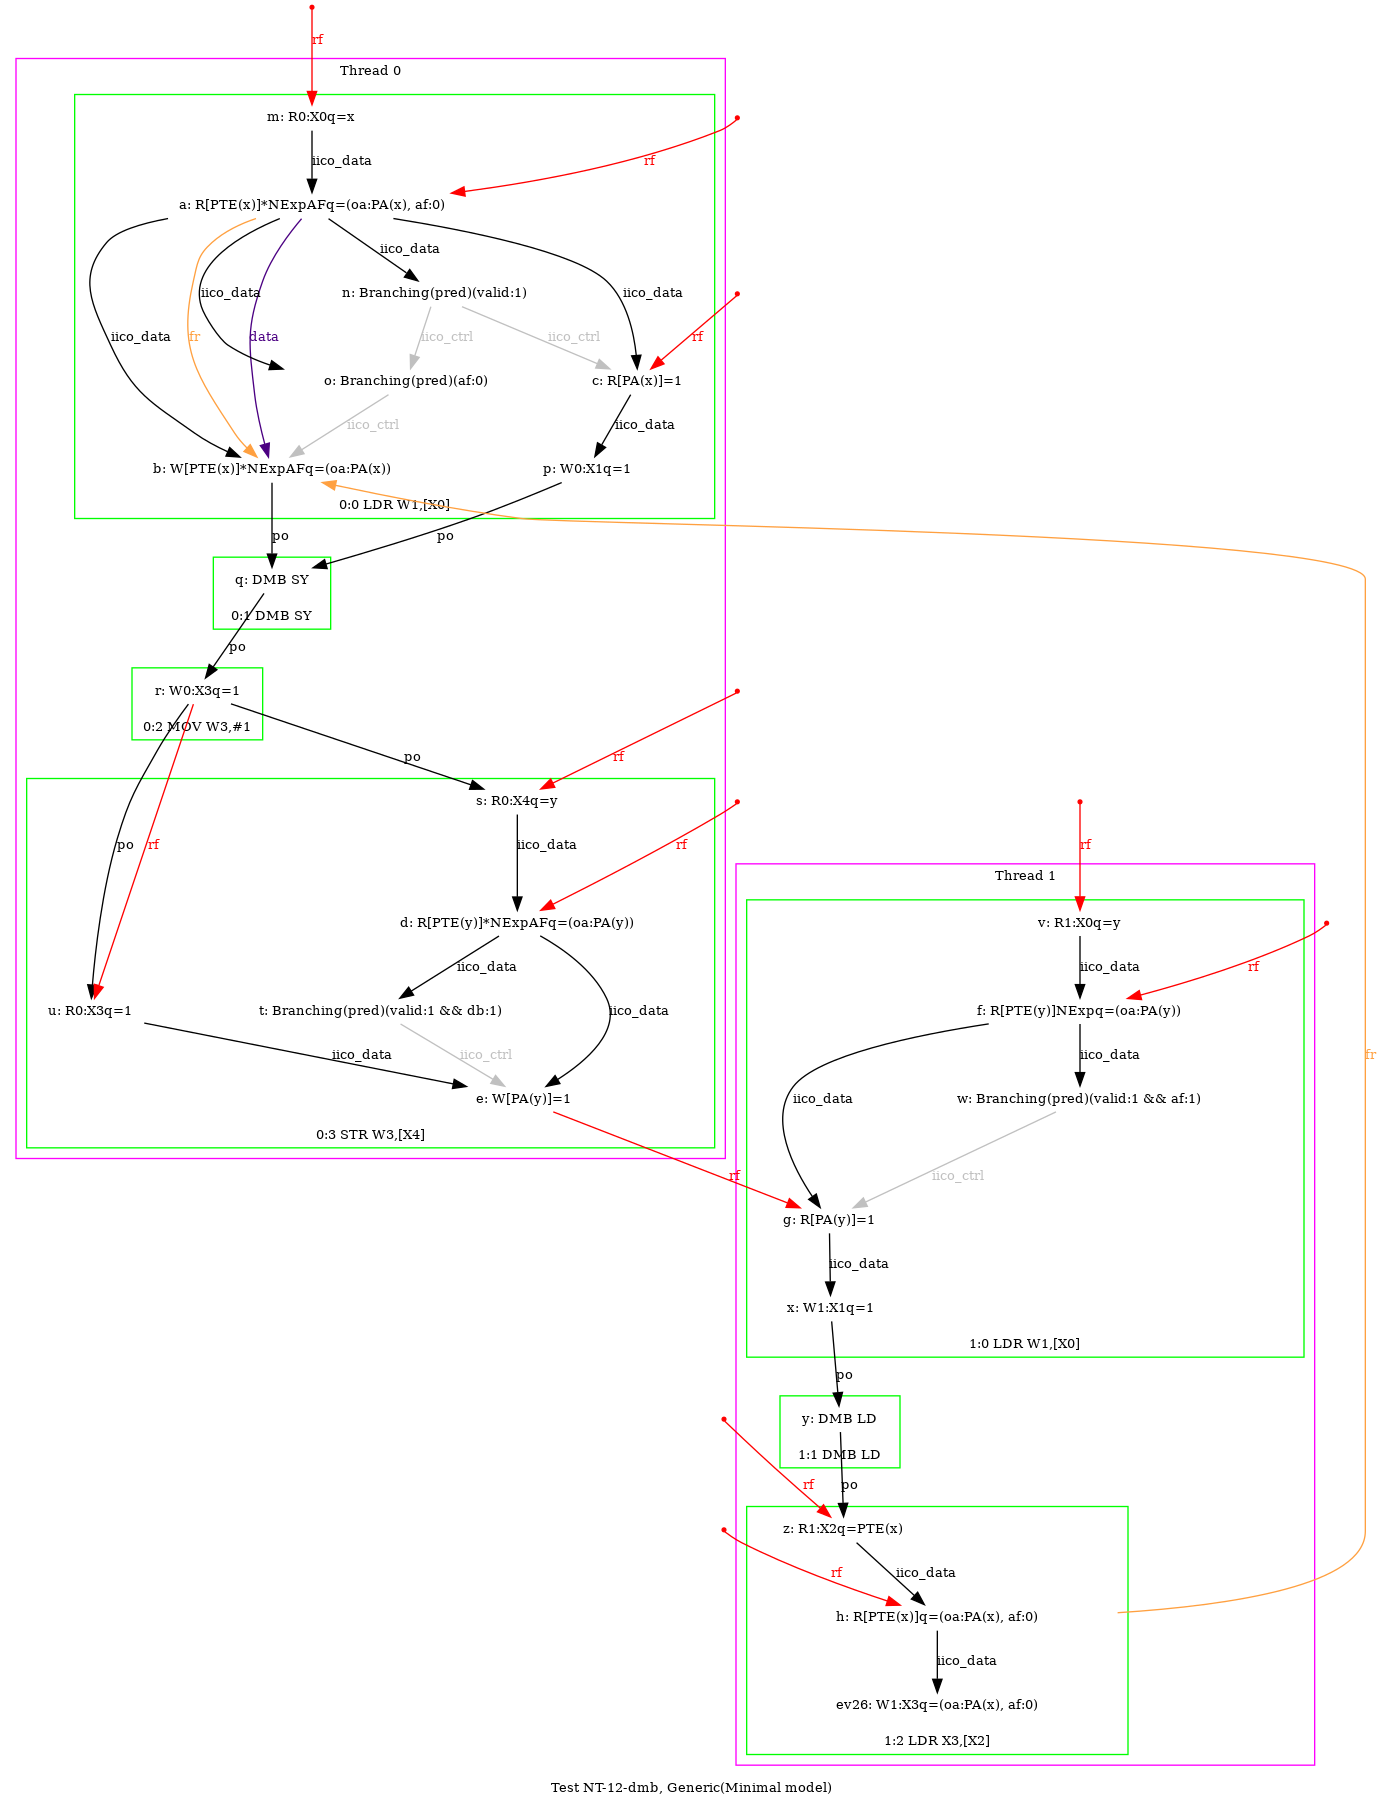 rf
Thread 0
m: R0:X0q=x
iico_data
rf
a: R[PTE(x)]*NExpAFq=(oa:PA(x), af:0)
iico_data
n: Branching(pred)(valid:1)
iico_data
iico_data
iico_data
fr
data
iico_ctrl
iico_ctrl
rf
o: Branching(pred)(af:0)
c: R[PA(x)]=1
iico_ctrl
iico_data
b: W[PTE(x)]*NExpAFq=(oa:PA(x))
p: W0:X1q=1
0:0 LDR W1,[X0]
po
po
q: DMB SY
0:1 DMB SY
po
r: W0:X3q=1
0:2 MOV W3,#1
po
rf
s: R0:X4q=y
po
rf
iico_data
rf
rf
Thread 1
d: R[PTE(y)]*NExpAFq=(oa:PA(y))
v: R1:X0q=y
iico_data
iico_data
rf
u: R0:X3q=1
t: Branching(pred)(valid:1 && db:1)
iico_data
f: R[PTE(y)]NExpq=(oa:PA(y))
iico_data
iico_ctrl
iico_data
fr
e: W[PA(y)]=1
iico_data
w: Branching(pred)(valid:1 && af:1)
0:3 STR W3,[X4]
rf
iico_ctrl
g: R[PA(y)]=1
iico_data
x: W1:X1q=1
1:0 LDR W1,[X0]
po
y: DMB LD
1:1 DMB LD
rf
po
z: R1:X2q=PTE(x)
rf
iico_data
h: R[PTE(x)]q=(oa:PA(x), af:0)
iico_data
ev26: W1:X3q=(oa:PA(x), af:0)
1:2 LDR X3,[X2]
Test NT-12-dmb, Generic(Minimal model)